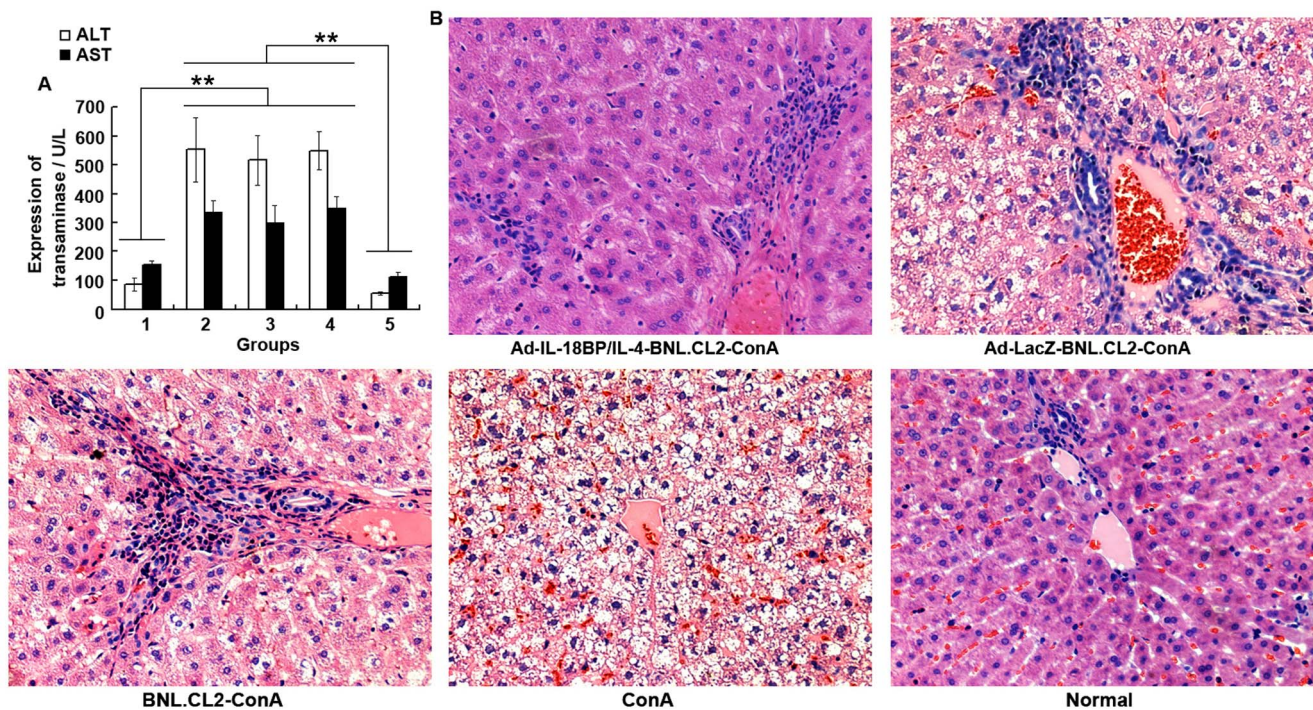 ALT
AST
A
**
**
Expression of
transaminase / U/L
700
600
500
400
300
200
100
0
1 2 3 4 5
Groups
B
Ad-IL-18BP/IL-4-BNL.CL2-ConA
Ad-LacZ-BNL.CL2-ConA
BNL.CL2-ConA
ConA
Normal